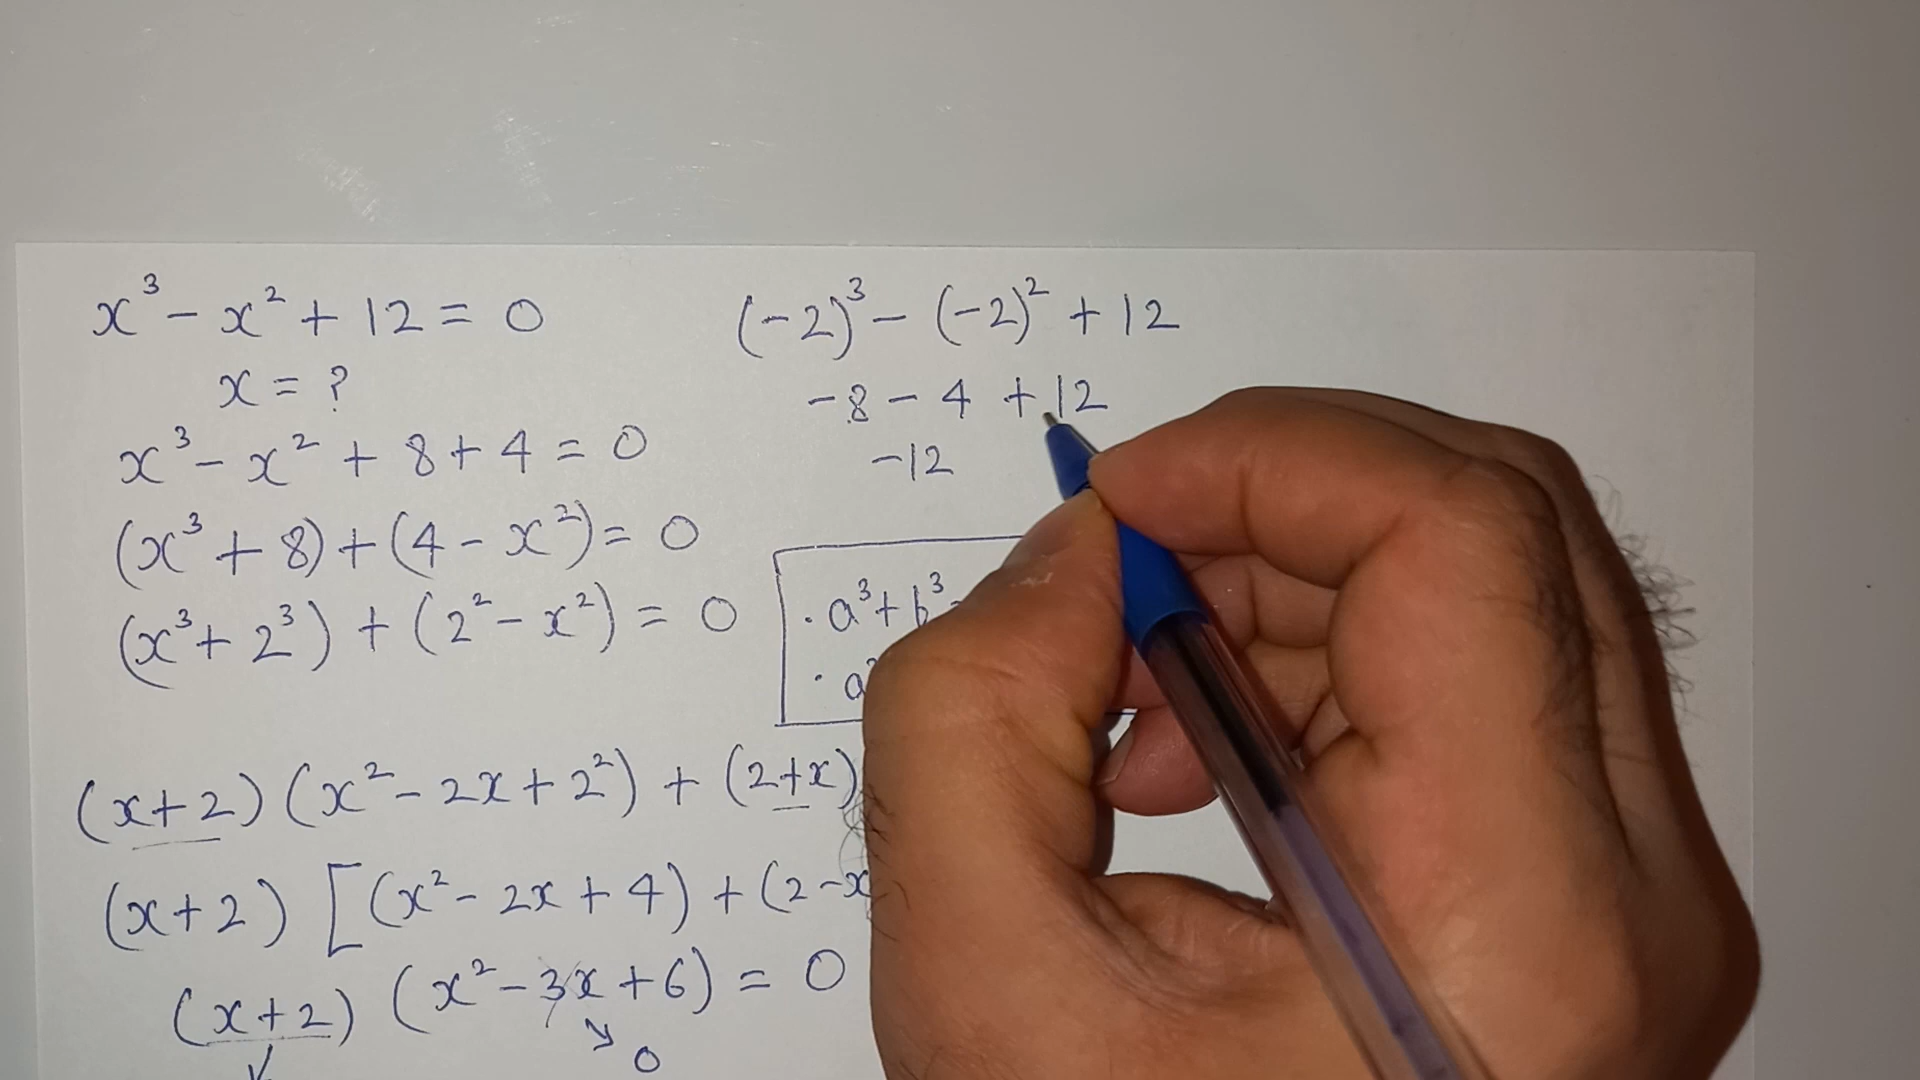 x³ - x² + 12 = 0
x = ?
x³ - x² + 8 + 4 = 0
(x³ + 8) + (4 - x²) = 0
(x³ + 2³) + (2² - x²) = 0
(x+2) (x² - 2x + 2²) + (2+x)
(x+2) [(x² - 2x + 4) + (2 - x
(x+2) (x² - 3x + 6) = 0
0
(-2)³ - (-2)² + 12
-8 - 4 + 12
-12
· a³ + b³
· a